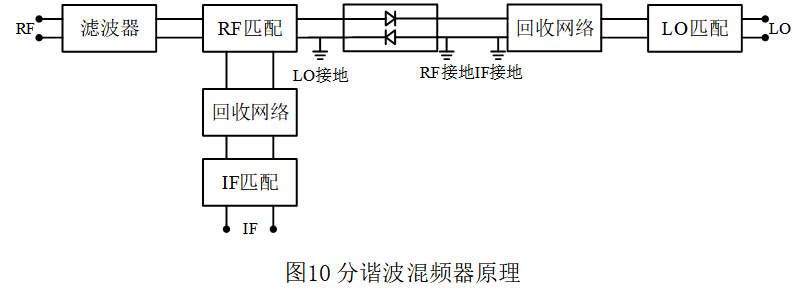 RF 滤波器 RF匹配 回收网络 LO匹配 LO
LO接地 RF接地 IF接地
回收网络
IF匹配
IF
图10 分谐波混频器原理